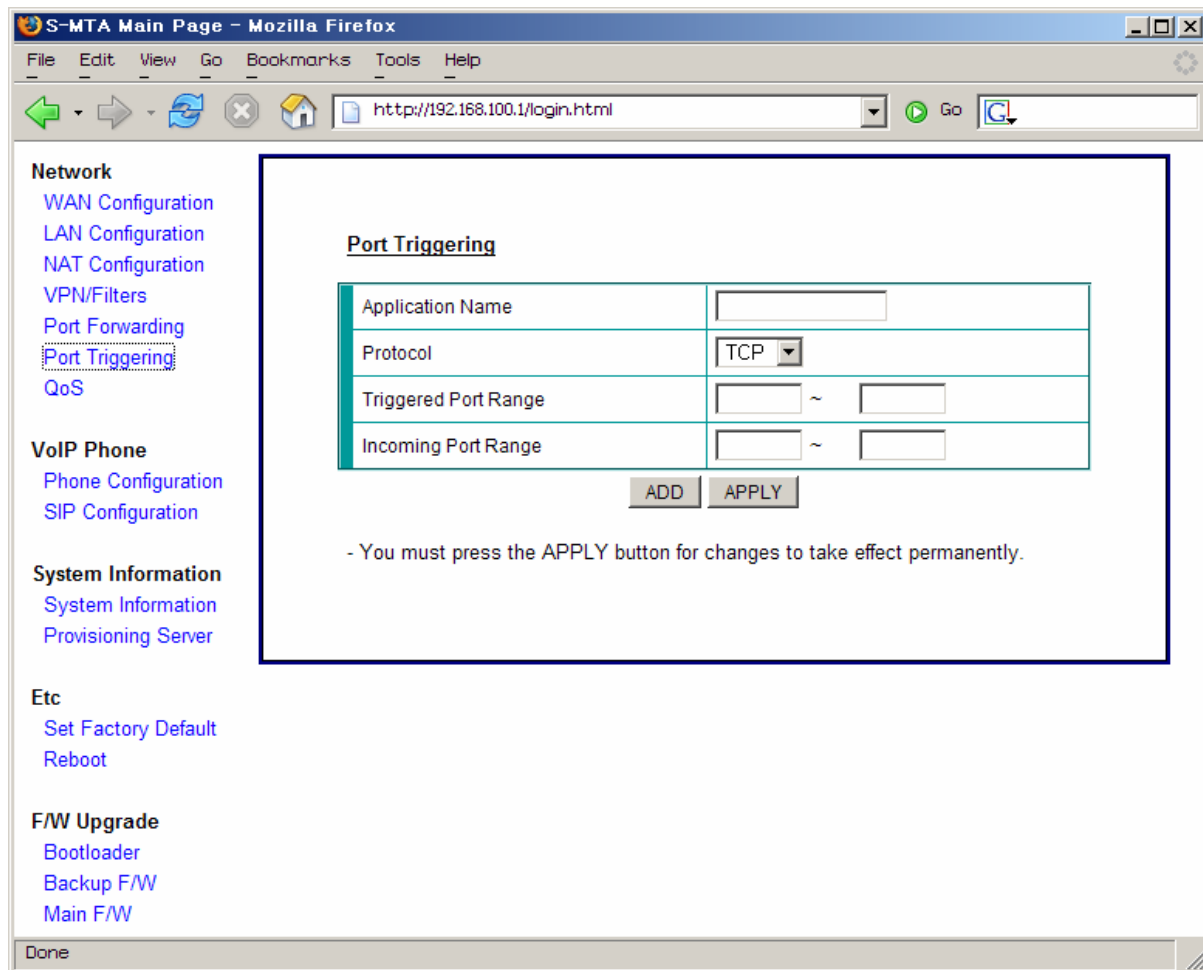 S-MTA Main Page - Mozilla Firefox
File Edit View Go Bookmarks Tools Help
http://192.168.100.1/login.html Go G
Network
WAN Configuration
LAN Configuration
NAT Configuration
VPN/Filters
Port Forwarding
Port Triggering
QoS
VoIP Phone
Phone Configuration
SIP Configuration
System Information
System Information
Provisioning Server
Etc
Set Factory Default
Reboot
F/W Upgrade
Bootloader
Backup F/W
Main F/W
Port Triggering
Application Name
Protocol TCP
Triggered Port Range ~
Incoming Port Range ~
ADD APPLY
- You must press the APPLY button for changes to take effect permanently.
Done